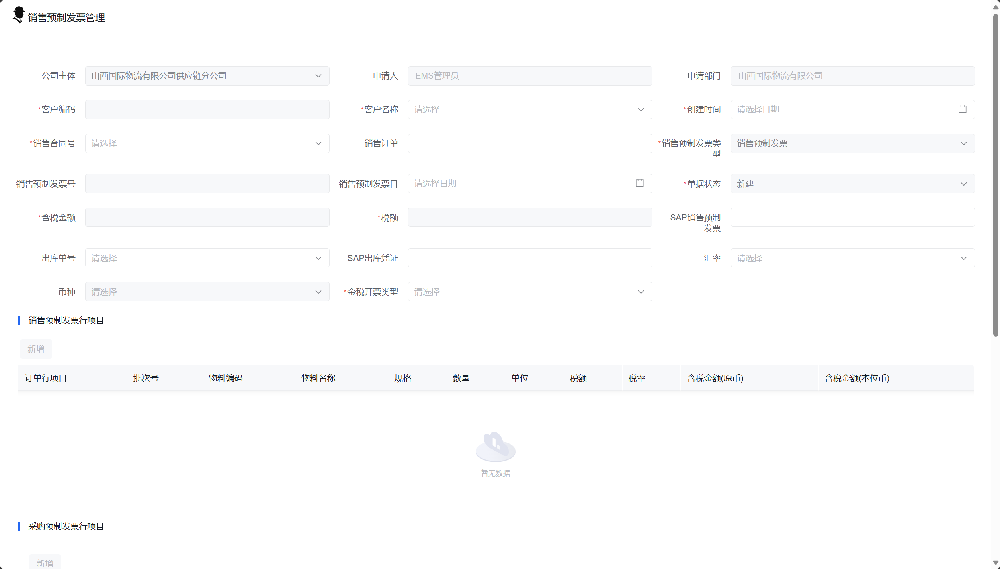 销售预制发票管理
公司主体 山西国际物流有限公司供应链分公司 申请人 EMS管理员 申请部门 山西国际物流有限公司
*客户编码 *客户名称 请选择 *创建时间 请选择日期
*销售合同号 请选择 销售订单 *销售预制发票类型 销售预制发票
销售预制发票号 销售预制发票日 请选择日期 *单据状态 新建
*含税金额 *税额 SAP销售预制发票
出库单号 请选择 SAP出库凭证 汇率 请选择
币种 请选择 *金税开票类型 请选择
销售预制发票行项目
新增
订单行项目 批次号 物料编码 物料名称 规格 数量 单位 税额 税率 含税金额(原币) 含税金额(本位币)
暂无数据
采购预制发票行项目
新增